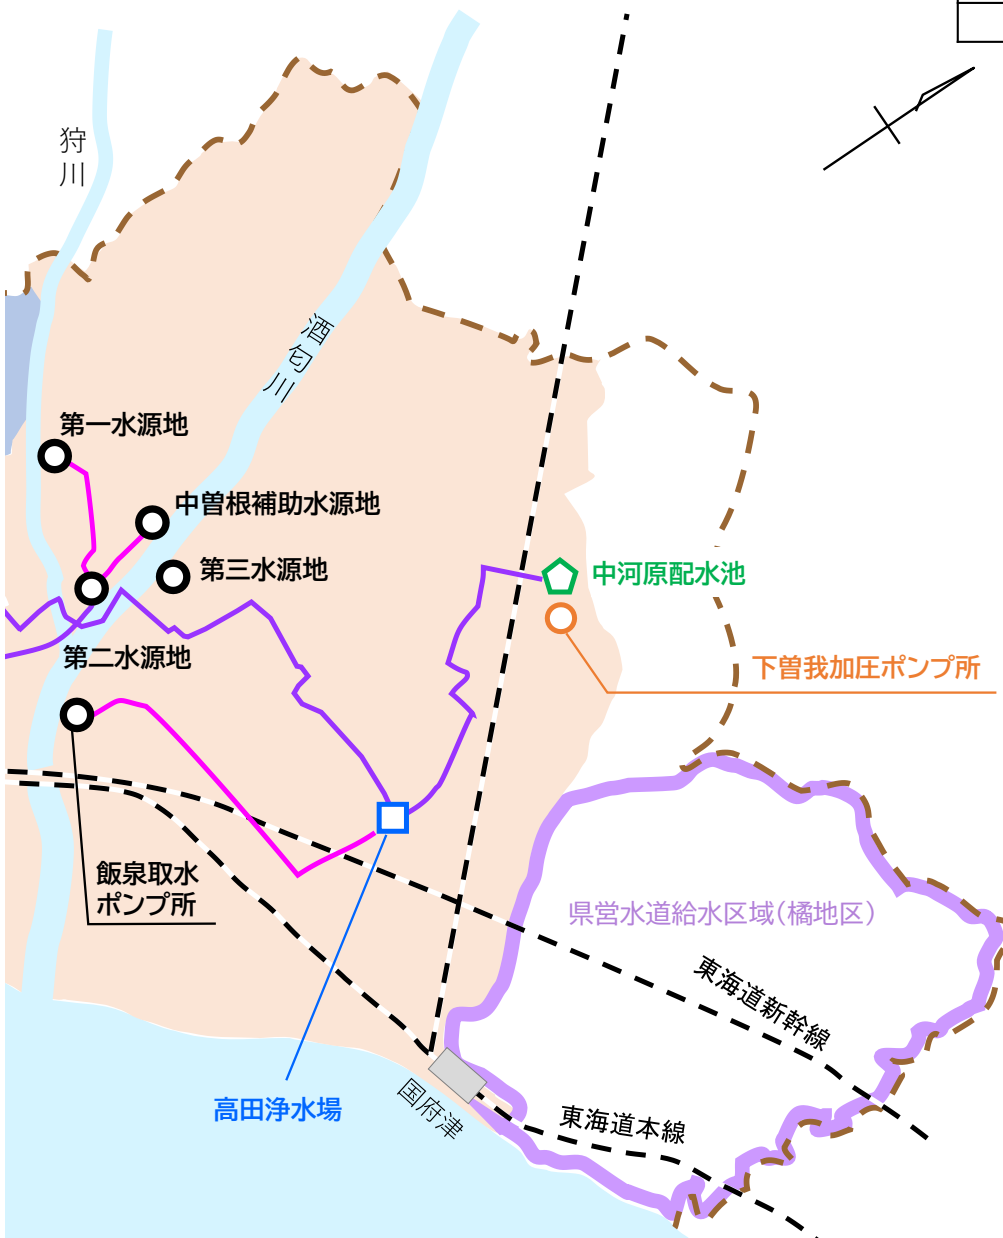 狩川
酒匂川
第一水源地
中曽根補助水源地
第三水源地
中河原配水池
第二水源地
下曽我加圧ポンプ所
飯泉取水
ポンプ所
県営水道給水区域(橘地区)
東海道新幹線
高田浄水場
国府津
東海道本線